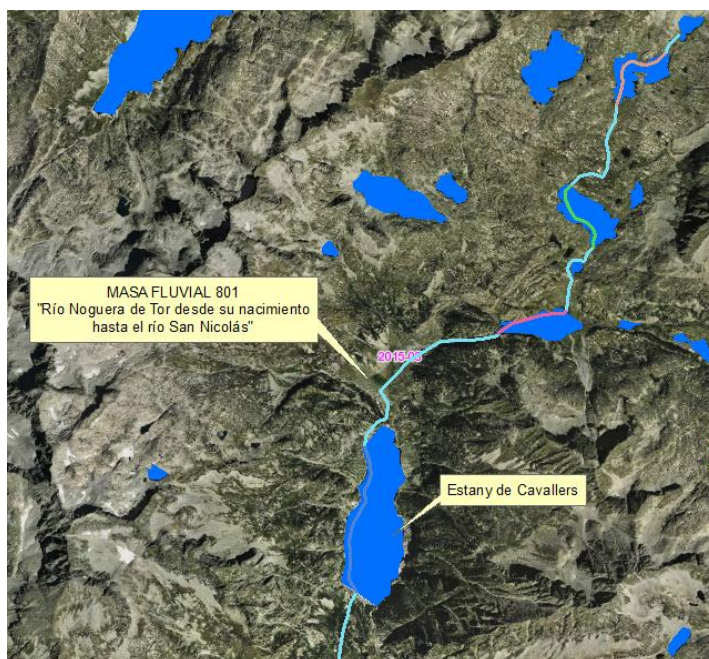 MASA FLUVIAL 801
"Río Noguera de Tor desde su nacimiento
hasta el río San Nicolás"
Estany de Cavallers